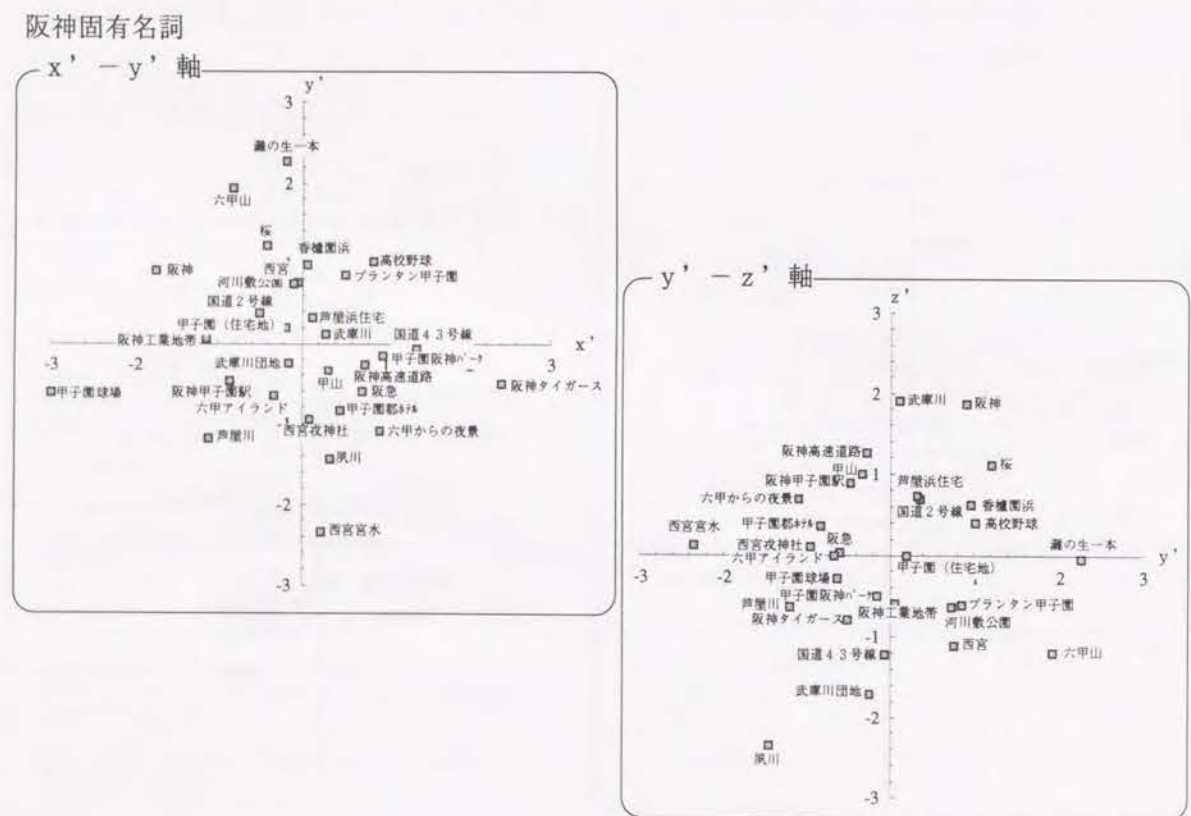 阪神固有名詞
x’－y’軸
y’
3
灘の生一本
2
六甲山
桜
香櫨園浜
高校野球
阪神
西宮
プランタン甲子園
河川敷公園
国道2号線
芦屋浜住宅
甲子園（住宅地）
武庫川
国道43号線
阪神工業地帯
x’
-3
-2
1
3
武庫川団地
甲子園阪神パーク
甲山
阪神高速道路
甲子園球場
阪神甲子園駅
阪急
阪神タイガース
六甲アイランド
甲子園都ホテル
芦屋川
西宮戎神社
六甲からの夜景
夙川
-2
西宮宮水
-3
y’－z’軸
z’
3
2
武庫川
阪神
阪神高速道路
甲山
1
桜
阪神甲子園駅
芦屋浜住宅
六甲からの夜景
国道2号線
香櫨園浜
甲子園都ホテル
高校野球
西宮宮水
西宮戎神社
阪急
灘の生一本
六甲アイランド
甲子園（住宅地）
y’
-3
-2
2
3
甲子園球場
甲子園阪神パーク
芦屋川
阪神工業地帯
プランタン甲子園
阪神タイガース
河川敷公園
-1
西宮
国道43号線
六甲山
武庫川団地
-2
夙川
-3